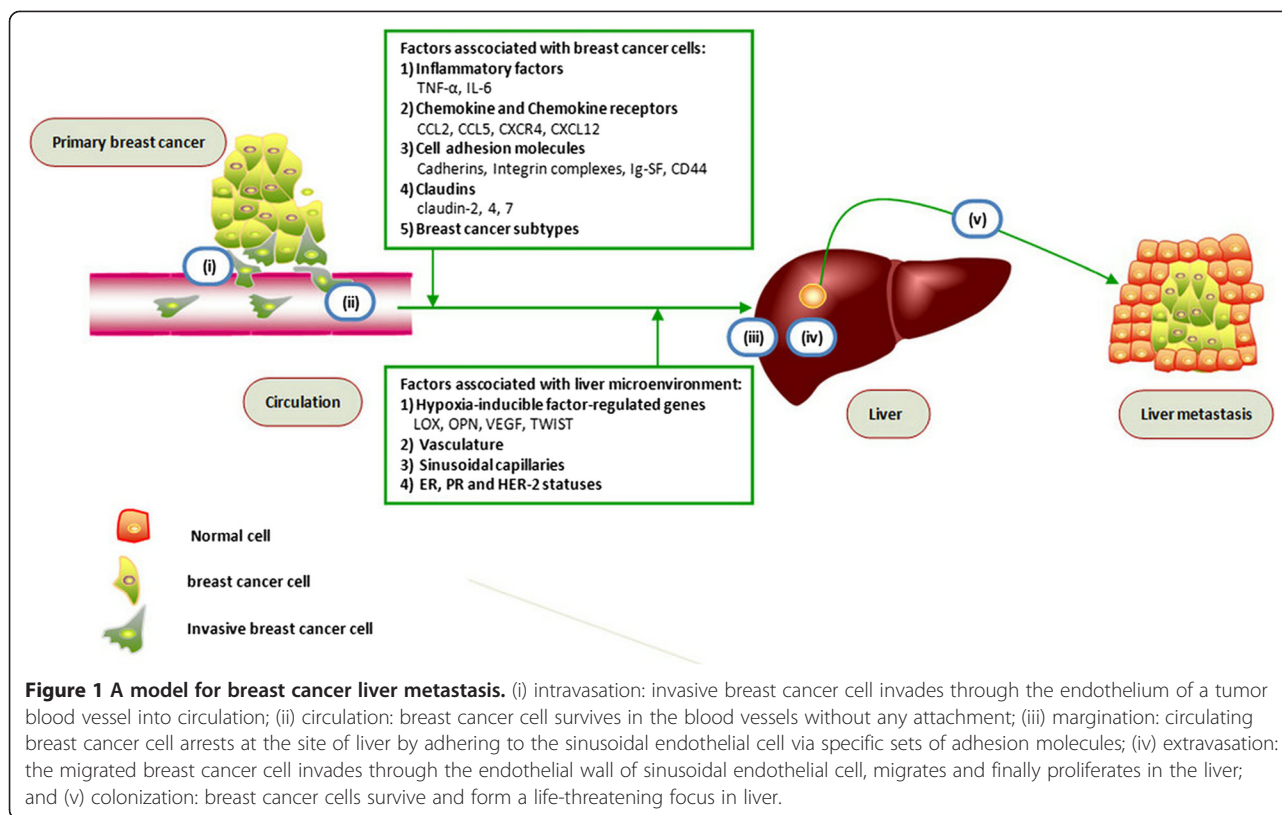 Factors asscociated with breast cancer cells:
1) Inflammatory factors
TNF-α, IL-6
2) Chemokine and Chemokine receptors
CCL2, CCL5, CXCR4, CXCL12
3) Cell adhesion molecules
Cadherins, Integrin complexes, Ig-SF, CD44
4) Claudins
claudin-2, 4, 7
5) Breast cancer subtypes
Primary breast cancer
(i)
(ii)
(iii)
(iv)
(v)
Circulation
Factors asscociated with liver microenvironment:
1) Hypoxia-inducible factor-regulated genes
LOX, OPN, VEGF, TWIST
2) Vasculature
3) Sinusoidal capillaries
4) ER, PR and HER-2 statuses
Liver
Liver metastasis
Normal cell
breast cancer cell
Invasive breast cancer cell
Figure 1 A model for breast cancer liver metastasis. (i) intravasation: invasive breast cancer cell invades through the endothelium of a tumor
blood vessel into circulation; (ii) circulation: breast cancer cell survives in the blood vessels without any attachment; (iii) margination: circulating
breast cancer cell arrests at the site of liver by adhering to the sinusoidal endothelial cell via specific sets of adhesion molecules; (iv) extravasation:
the migrated breast cancer cell invades through the endothelial wall of sinusoidal endothelial cell, migrates and finally proliferates in the liver;
and (v) colonization: breast cancer cells survive and form a life-threatening focus in liver.